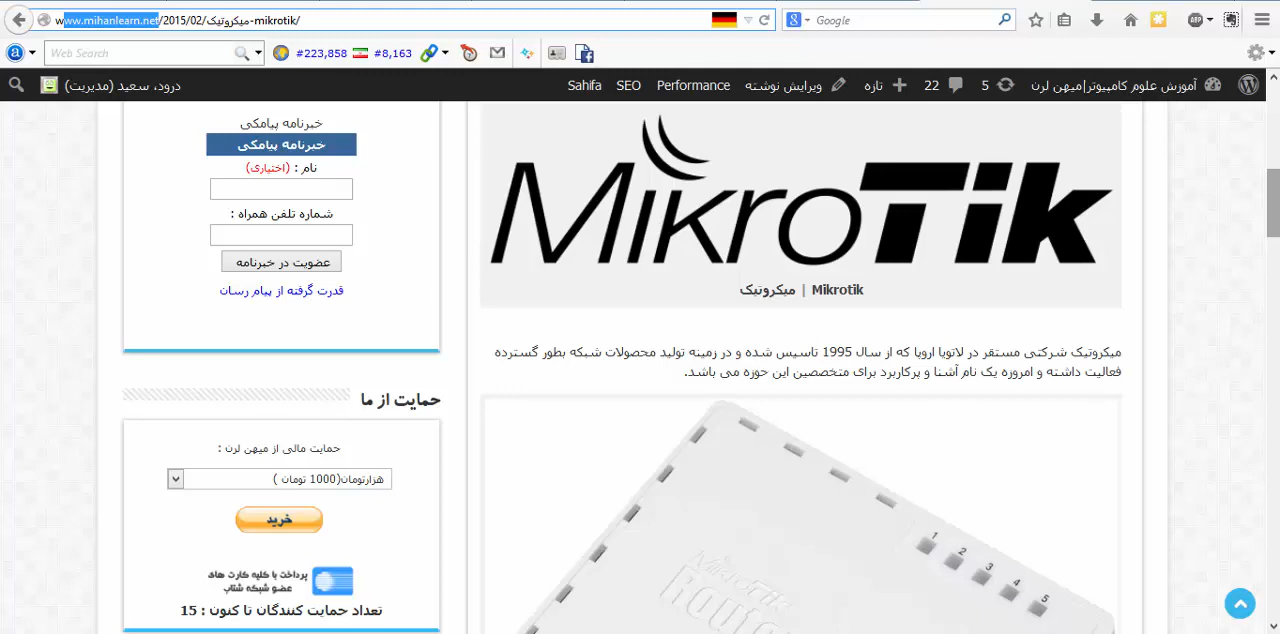 www.mihanlearn.net/2015/02/میکروتیک-mikrotik/
Google
ABP
Web Search
#223,858
#8,163
درود، سعید (مدیریت)
Sahifa
SEO
Performance
ویرایش نوشته
تازه
22
5
آموزش علوم کامپیوتر|میهن لرن
خبرنامه پیامکی
خبرنامه پیامکی
نام : (اختیاری)
شماره تلفن همراه :
عضویت در خبرنامه
قدرت گرفته از پیام رسان
MikroTik
Mikrotik | میکروتیک
میکروتیک شرکتی مستقر در لاتویا اروپا که از سال 1995 تاسیس شده و در زمینه تولید محصولات شبکه بطور گسترده
فعالیت داشته و امروزه یک نام آشنا و پرکاربرد برای متخصصین این حوزه می باشد.
حمایت از ما
حمایت مالی از میهن لرن :
هزارتومان(1000 تومان )
خرید
پرداخت با کلیه کارت های
عضو شبکه شتاب
تعداد حمایت کنندگان تا کنون : 15
MikroTik
1
2
3
4
5